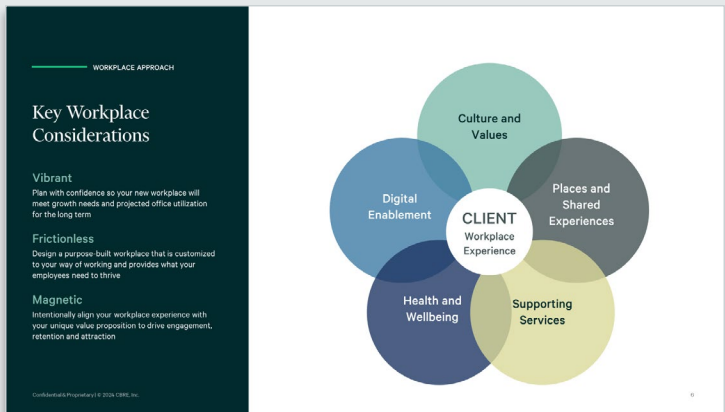 WORKPLACE APPROACH
Key Workplace
Considerations
Vibrant
Plan with confidence so your new workplace will
meet growth needs and projected office utilization
for the long term
Frictionless
Design a purpose-built workplace that is customized
to your way of working and provides what your
employees need to thrive
Magnetic
Intentionally align your workplace experience with
your unique value proposition to drive engagement,
retention and attraction
Culture and
Values
Digital
Enablement
Places and
Shared
Experiences
CLIENT
Workplace
Experience
Health and
Wellbeing
Supporting
Services
Confidential & Proprietary | © 2024 CBRE, Inc.